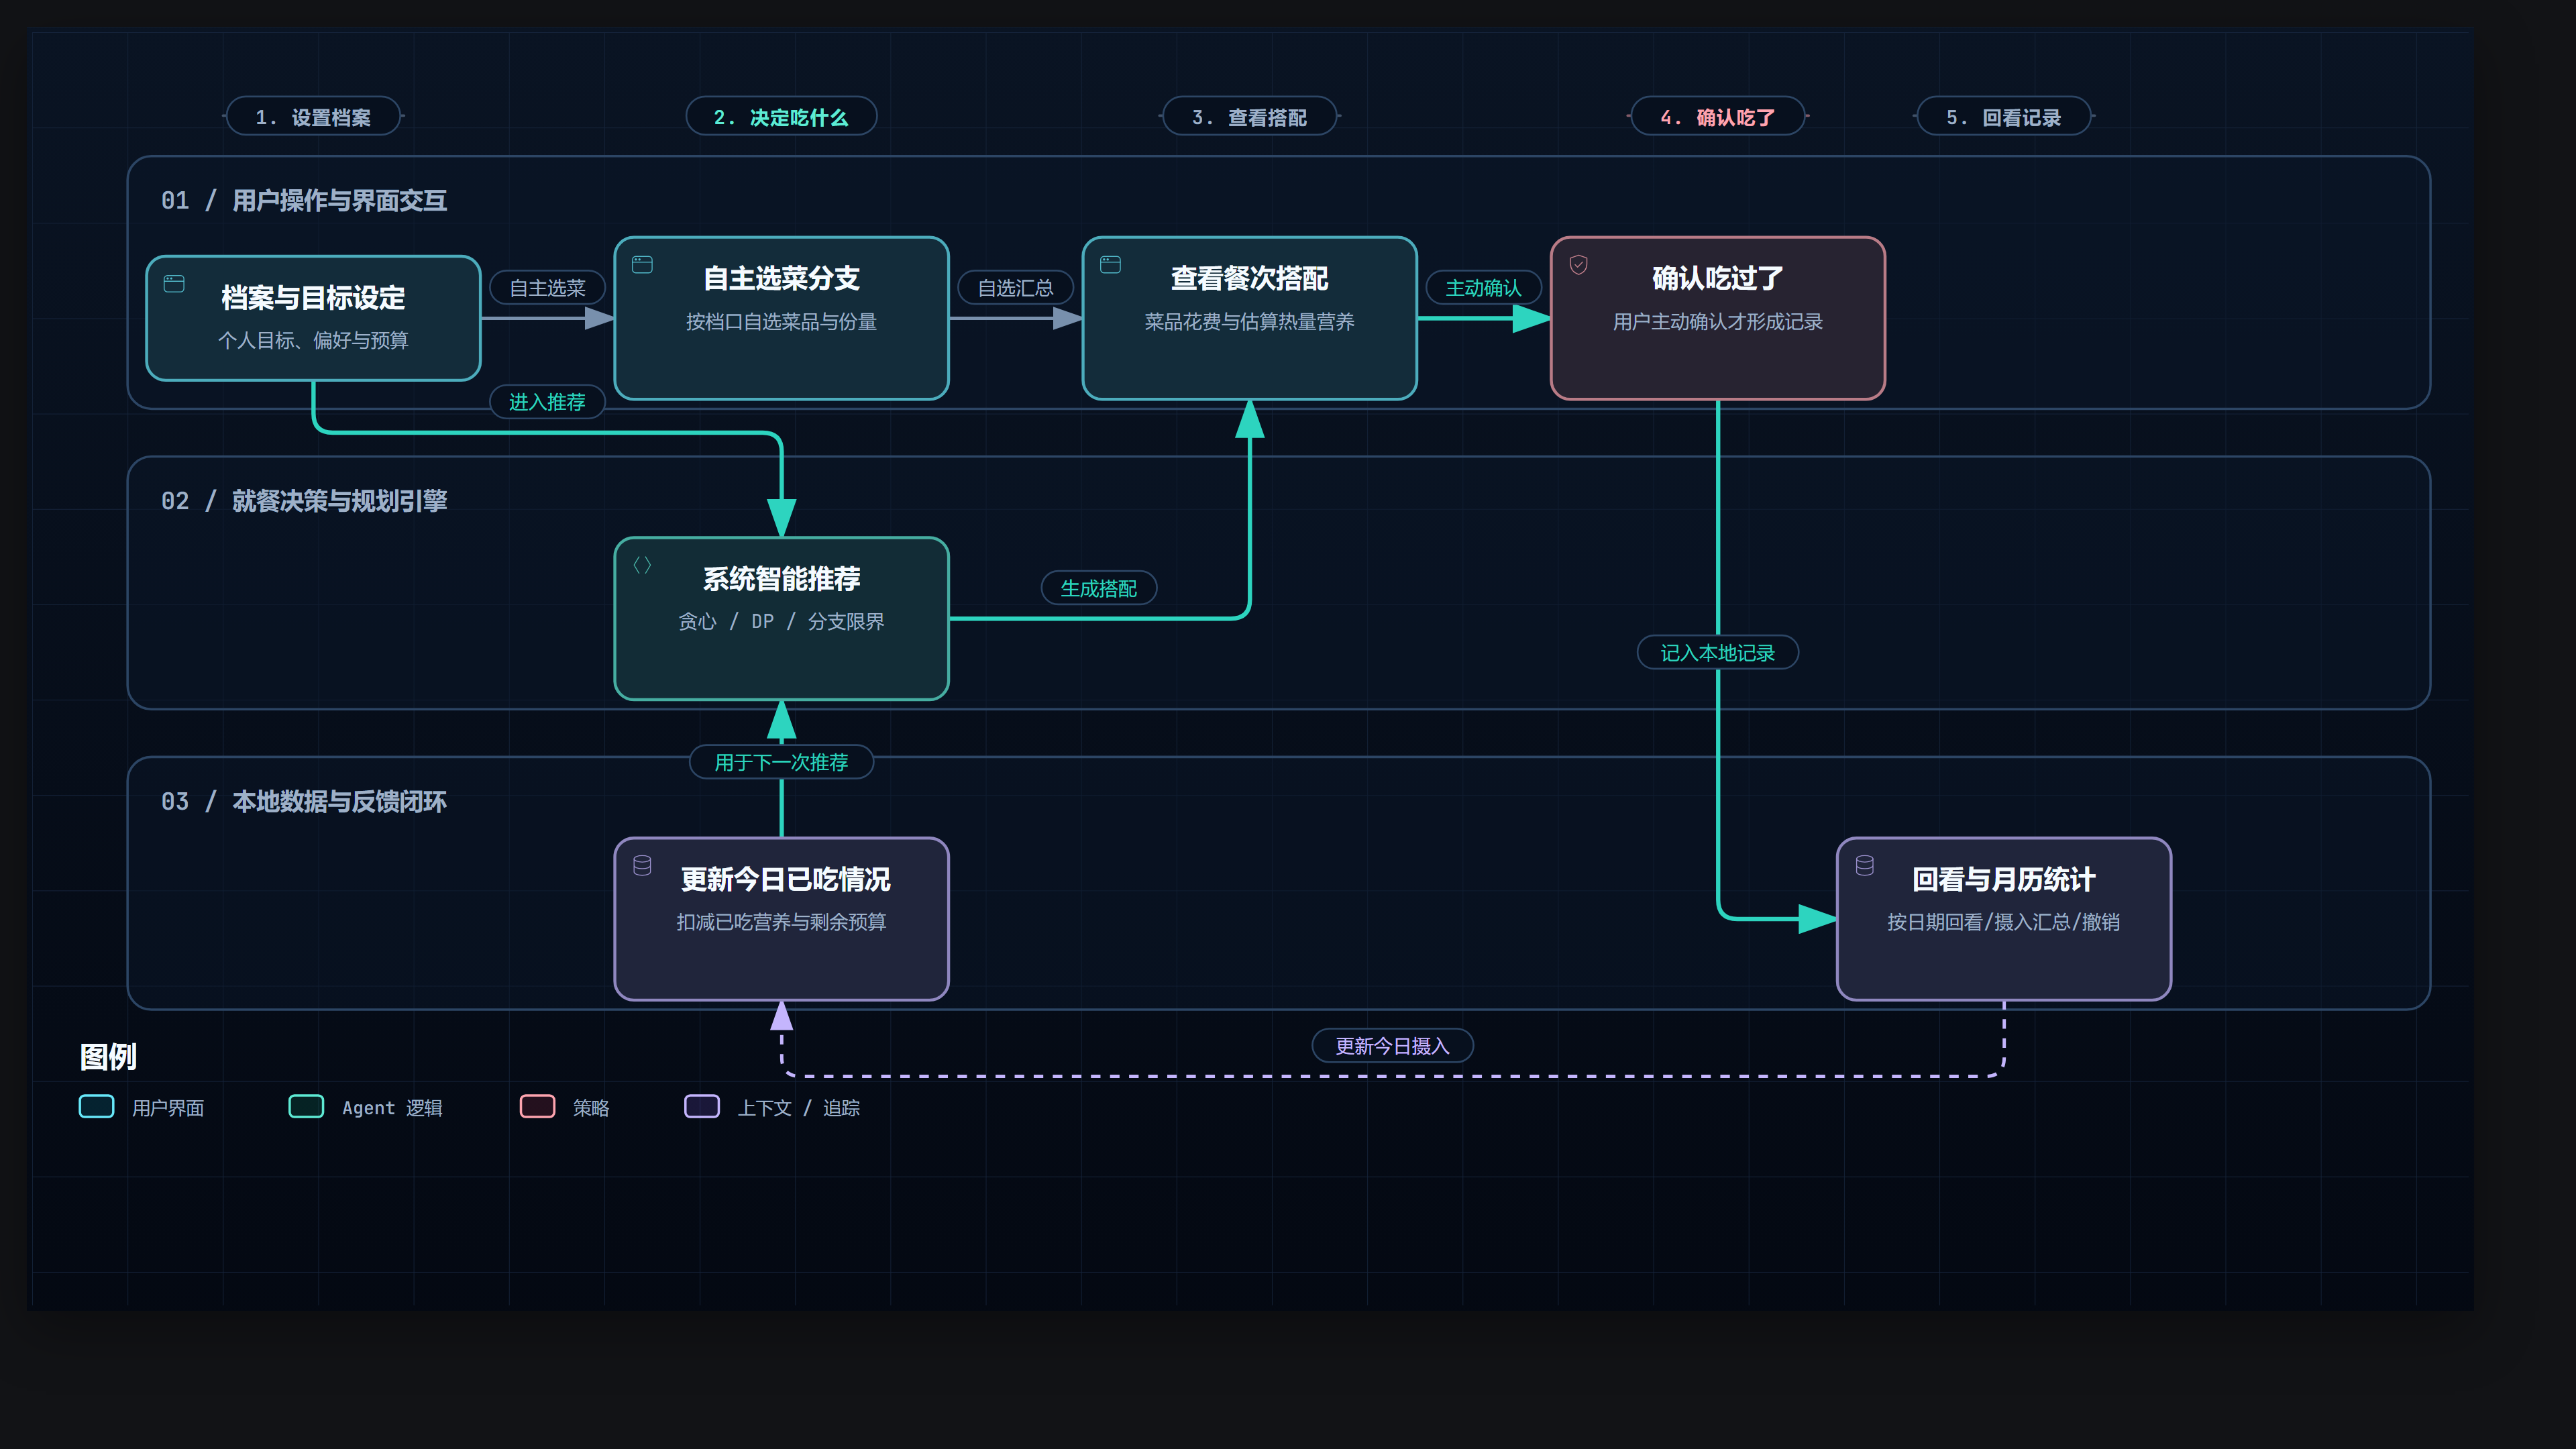 1. 设置档案
2. 决定吃什么
3. 查看搭配
4. 确认吃了
5. 回看记录
01 / 用户操作与界面交互
档案与目标设定
个人目标、偏好与预算
自主选菜
自主选菜分支
按档口自选菜品与份量
自选汇总
查看餐次搭配
菜品花费与估算热量营养
主动确认
确认吃过了
用户主动确认才形成记录
进入推荐
02 / 就餐决策与规划引擎
系统智能推荐
贪心 / DP / 分支限界
生成搭配
记入本地记录
用于下一次推荐
03 / 本地数据与反馈闭环
更新今日已吃情况
扣减已吃营养与剩余预算
回看与月历统计
按日期回看/摄入汇总/撤销
更新今日摄入
图例
用户界面
Agent 逻辑
策略
上下文 / 追踪